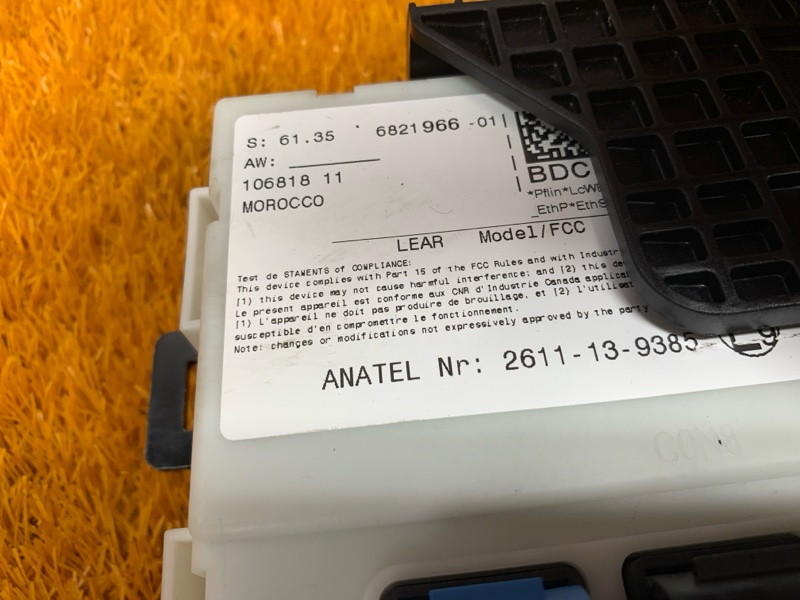 S: 61.35 6821966 -01
AW:
106818 11
MOROCCO
BDC
*Pflin*LcWE
_EthP*EthS
LEAR Model/FCC
Test de STAMENTS of COMPLIANCE:
This device complies with Part 15 of the FCC Rules and with Industr
[1) this device may not cause harmful interference; and [2) this de
Le present appareil est conforme aux CNR d'Industrie Canada applicat
[1) L'appareil ne doit pas produire de brouillage, et [2) L'utilisat
susceptible d'en compromettre le fonctionnement.
Note: changes or modifications not expressively approved by the party
ANATEL Nr: 2611-13-9385